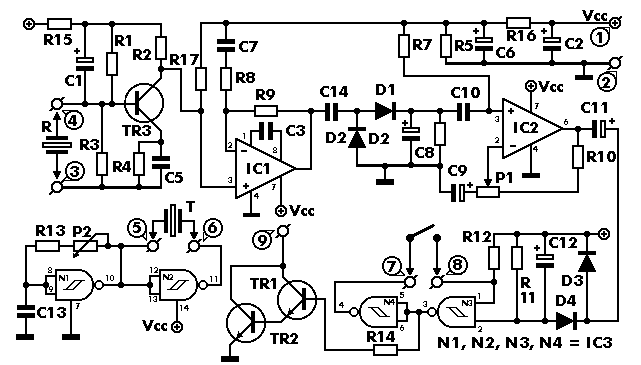 R15 R1 R2 R17 C7 R7 R5 R16 Vcc
C1 C6 C2 1
R8 2
4 TR3 R9 C14 D1 C10 Vcc
R C3 3 7 C11
R3 R4 1 8 D2 D2 C8 IC2 6
2 IC1 2 4 R10
3 C5 3 7 C9 P1
4 Vcc
R13 P2 5 T 6 9 R12 C12
7 8 D3
8 N1 10 12 N2 11 TR1 R 11
9 13 4 N4 5 3 N3 1 D4
C13 7 14 6 2
Vcc TR2 R14 N1, N2, N3, N4 = IC3